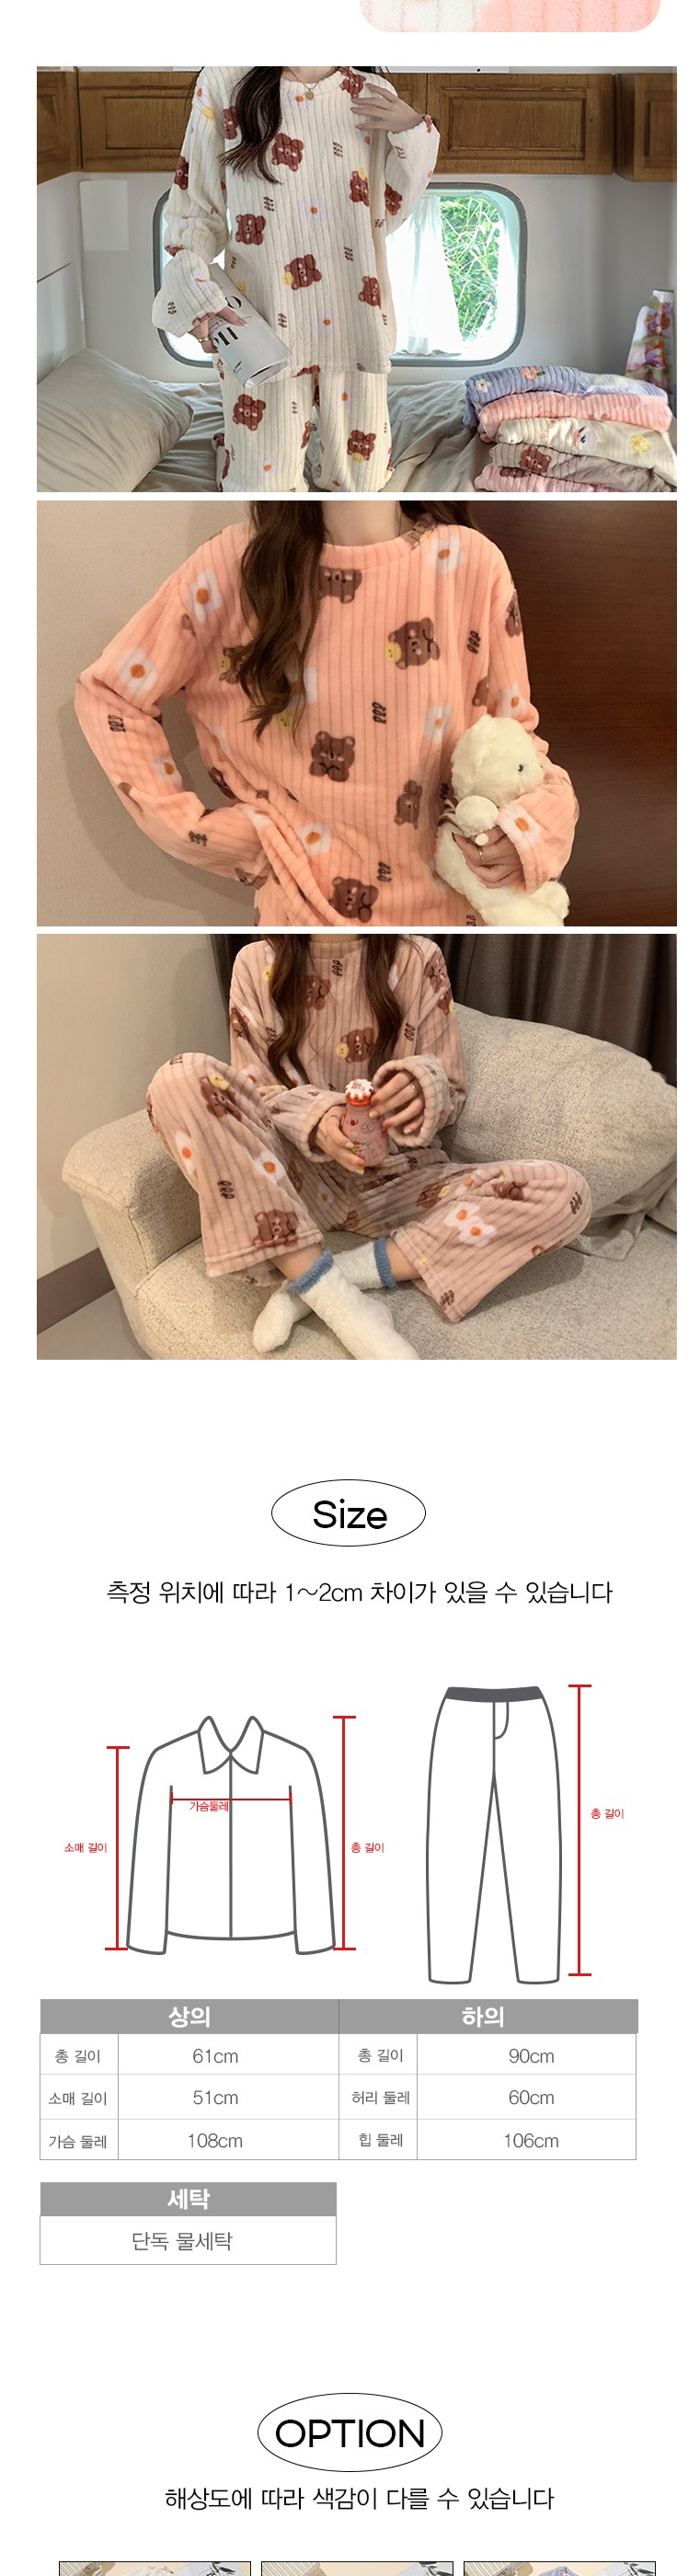 Size
측정 위치에 따라 1~2cm 차이가 있을 수 있습니다
가슴둘레
소매 길이
총 길이
총 길이
상의 하의
총 길이 61cm 총 길이 90cm
소매 길이 51cm 허리 둘레 60cm
가슴 둘레 108cm 힙 둘레 106cm
세탁
단독 물세탁
OPTION
해상도에 따라 색감이 다를 수 있습니다